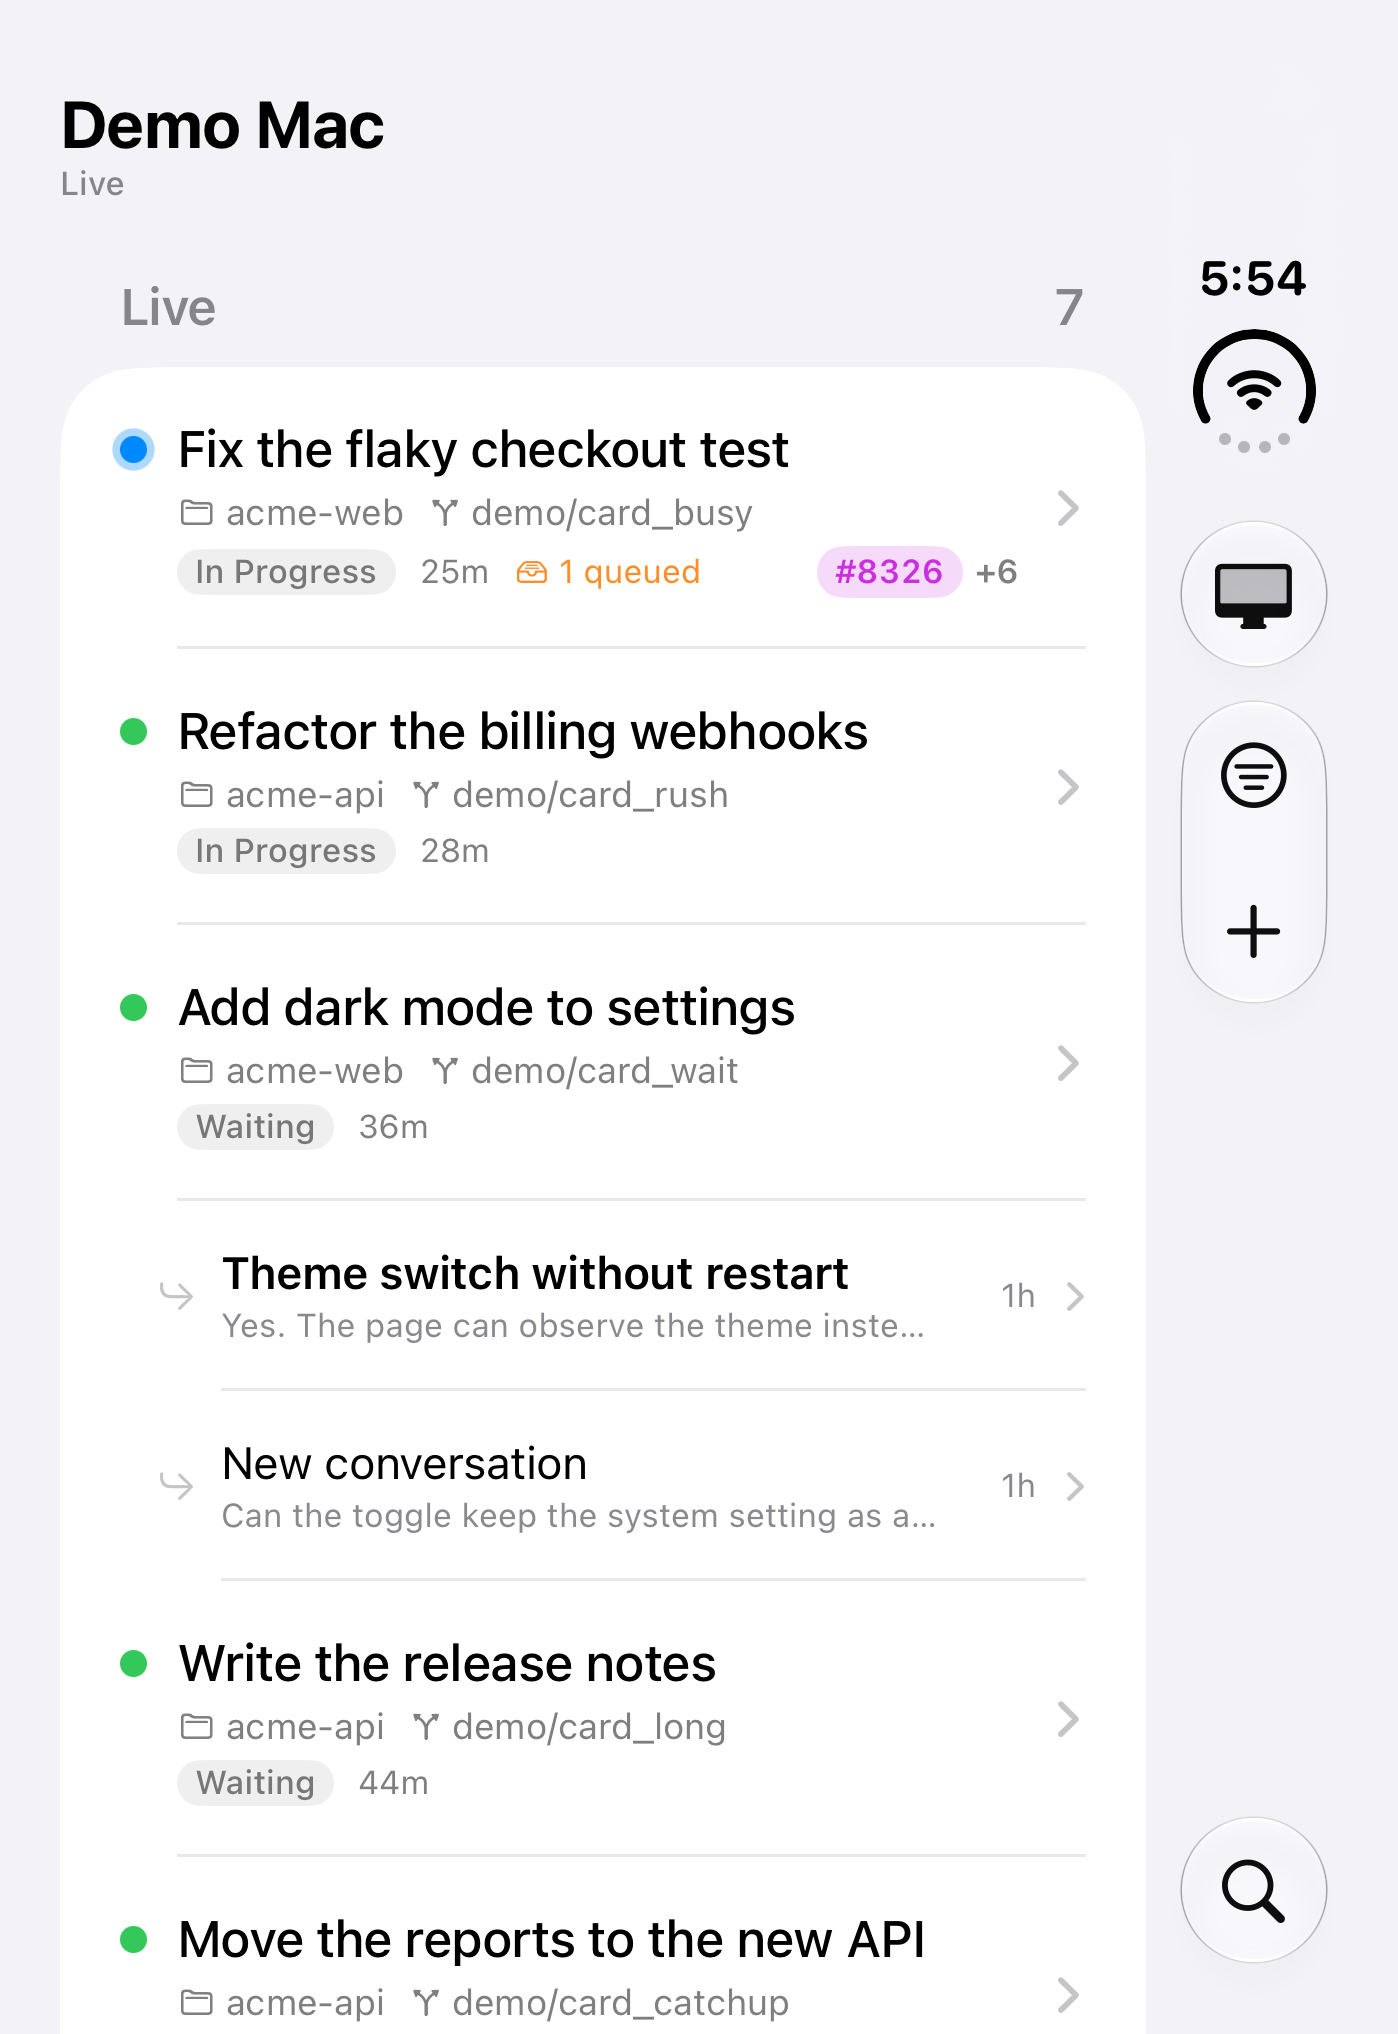 Demo Mac
Live
5:54
Live 7
Fix the flaky checkout test
acme-web demo/card_busy
In Progress 25m 1 queued #8326 +6
Refactor the billing webhooks
acme-api demo/card_rush
In Progress 28m
Add dark mode to settings
acme-web demo/card_wait
Waiting 36m
Theme switch without restart
Yes. The page can observe the theme inste...
1h
New conversation
Can the toggle keep the system setting as a...
1h
Write the release notes
acme-api demo/card_long
Waiting 44m
Move the reports to the new API
acme-api demo/card_catchup